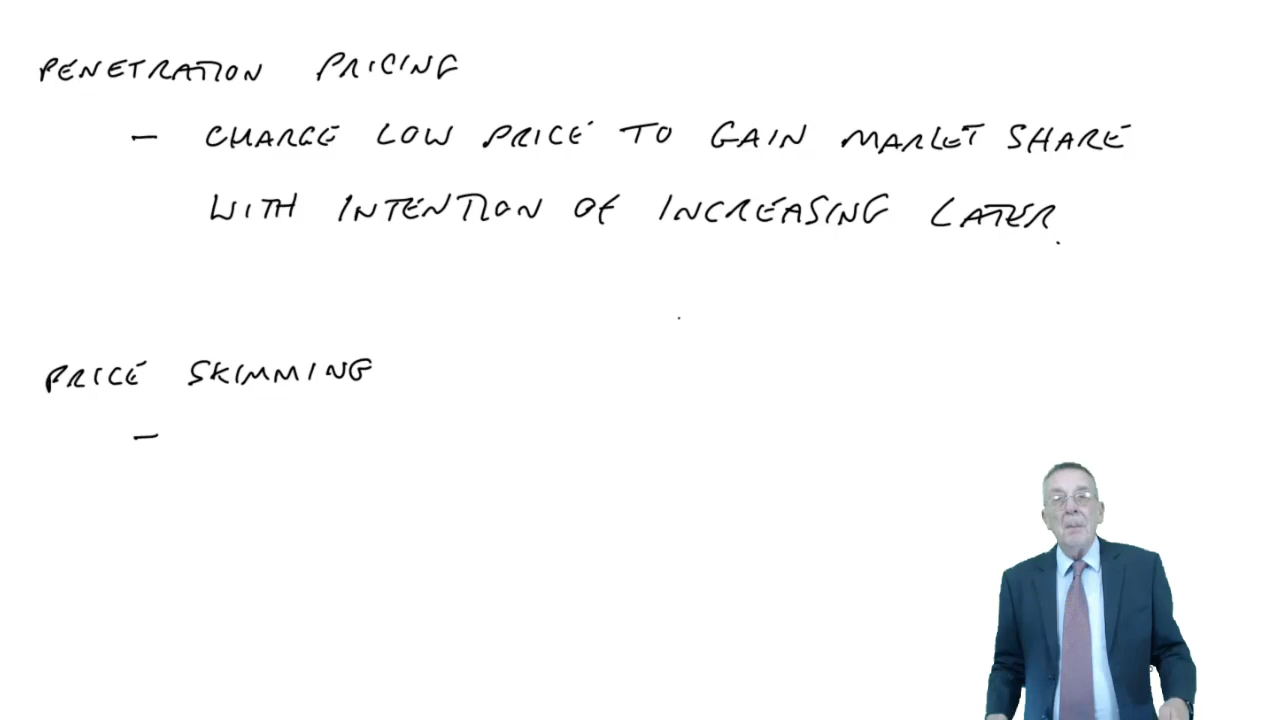 PENETRATION PRICING
- CHARGE LOW PRICE TO GAIN MARKET SHARE
WITH INTENTION OF INCREASING LATER.
PRICE SKIMMING
-